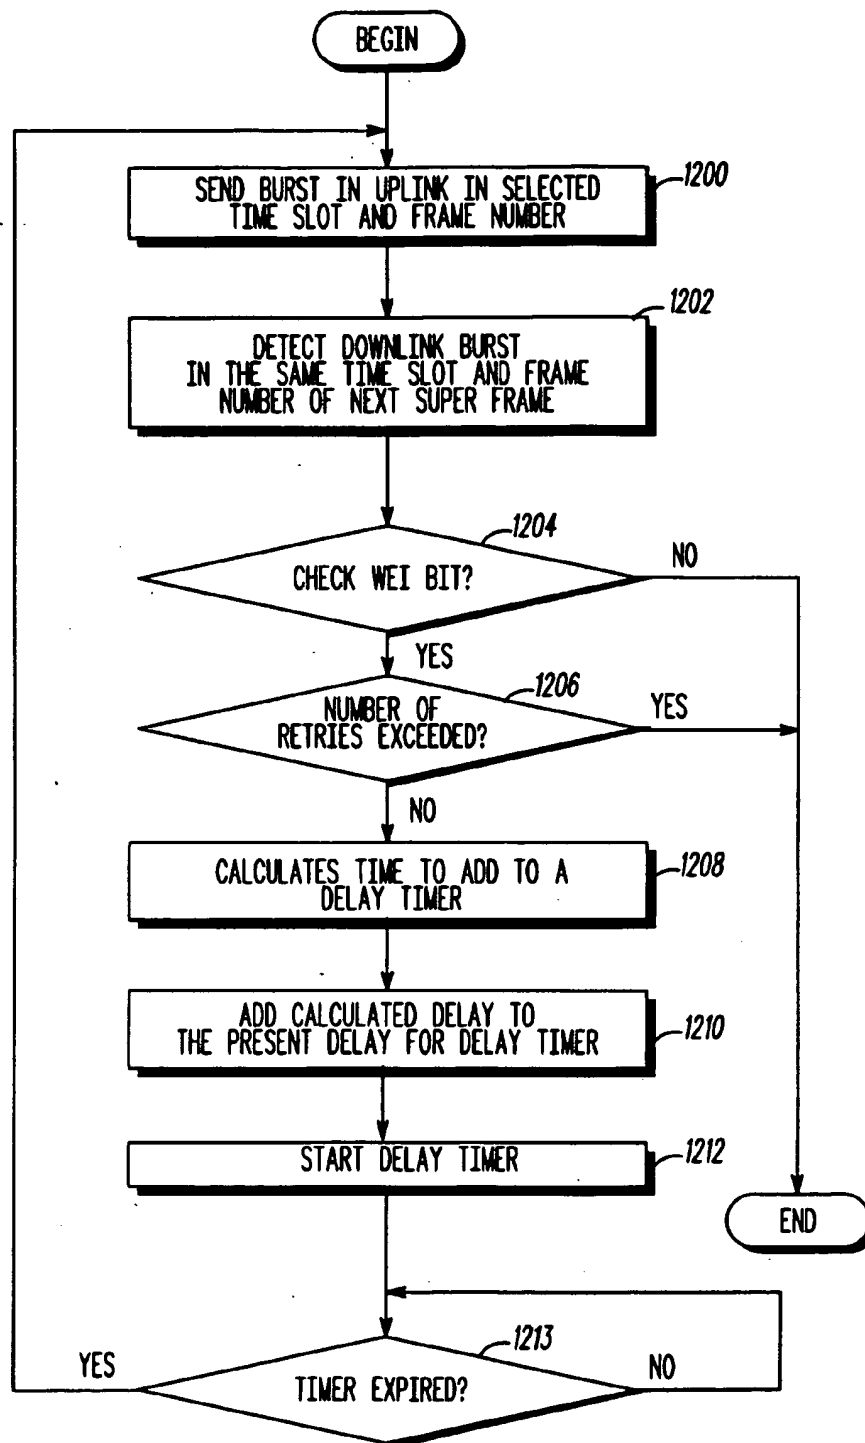 BEGIN
SEND BURST IN UPLINK IN SELECTED
TIME SLOT AND FRAME NUMBER
1200
DETECT DOWNLINK BURST
IN THE SAME TIME SLOT AND FRAME
NUMBER OF NEXT SUPER FRAME
1202
CHECK WEI BIT?
1204
NO
YES
NUMBER OF
RETRIES EXCEEDED?
1206
YES
NO
CALCULATES TIME TO ADD TO A
DELAY TIMER
1208
ADD CALCULATED DELAY TO
THE PRESENT DELAY FOR DELAY TIMER
1210
START DELAY TIMER
1212
END
TIMER EXPIRED?
1213
YES
NO